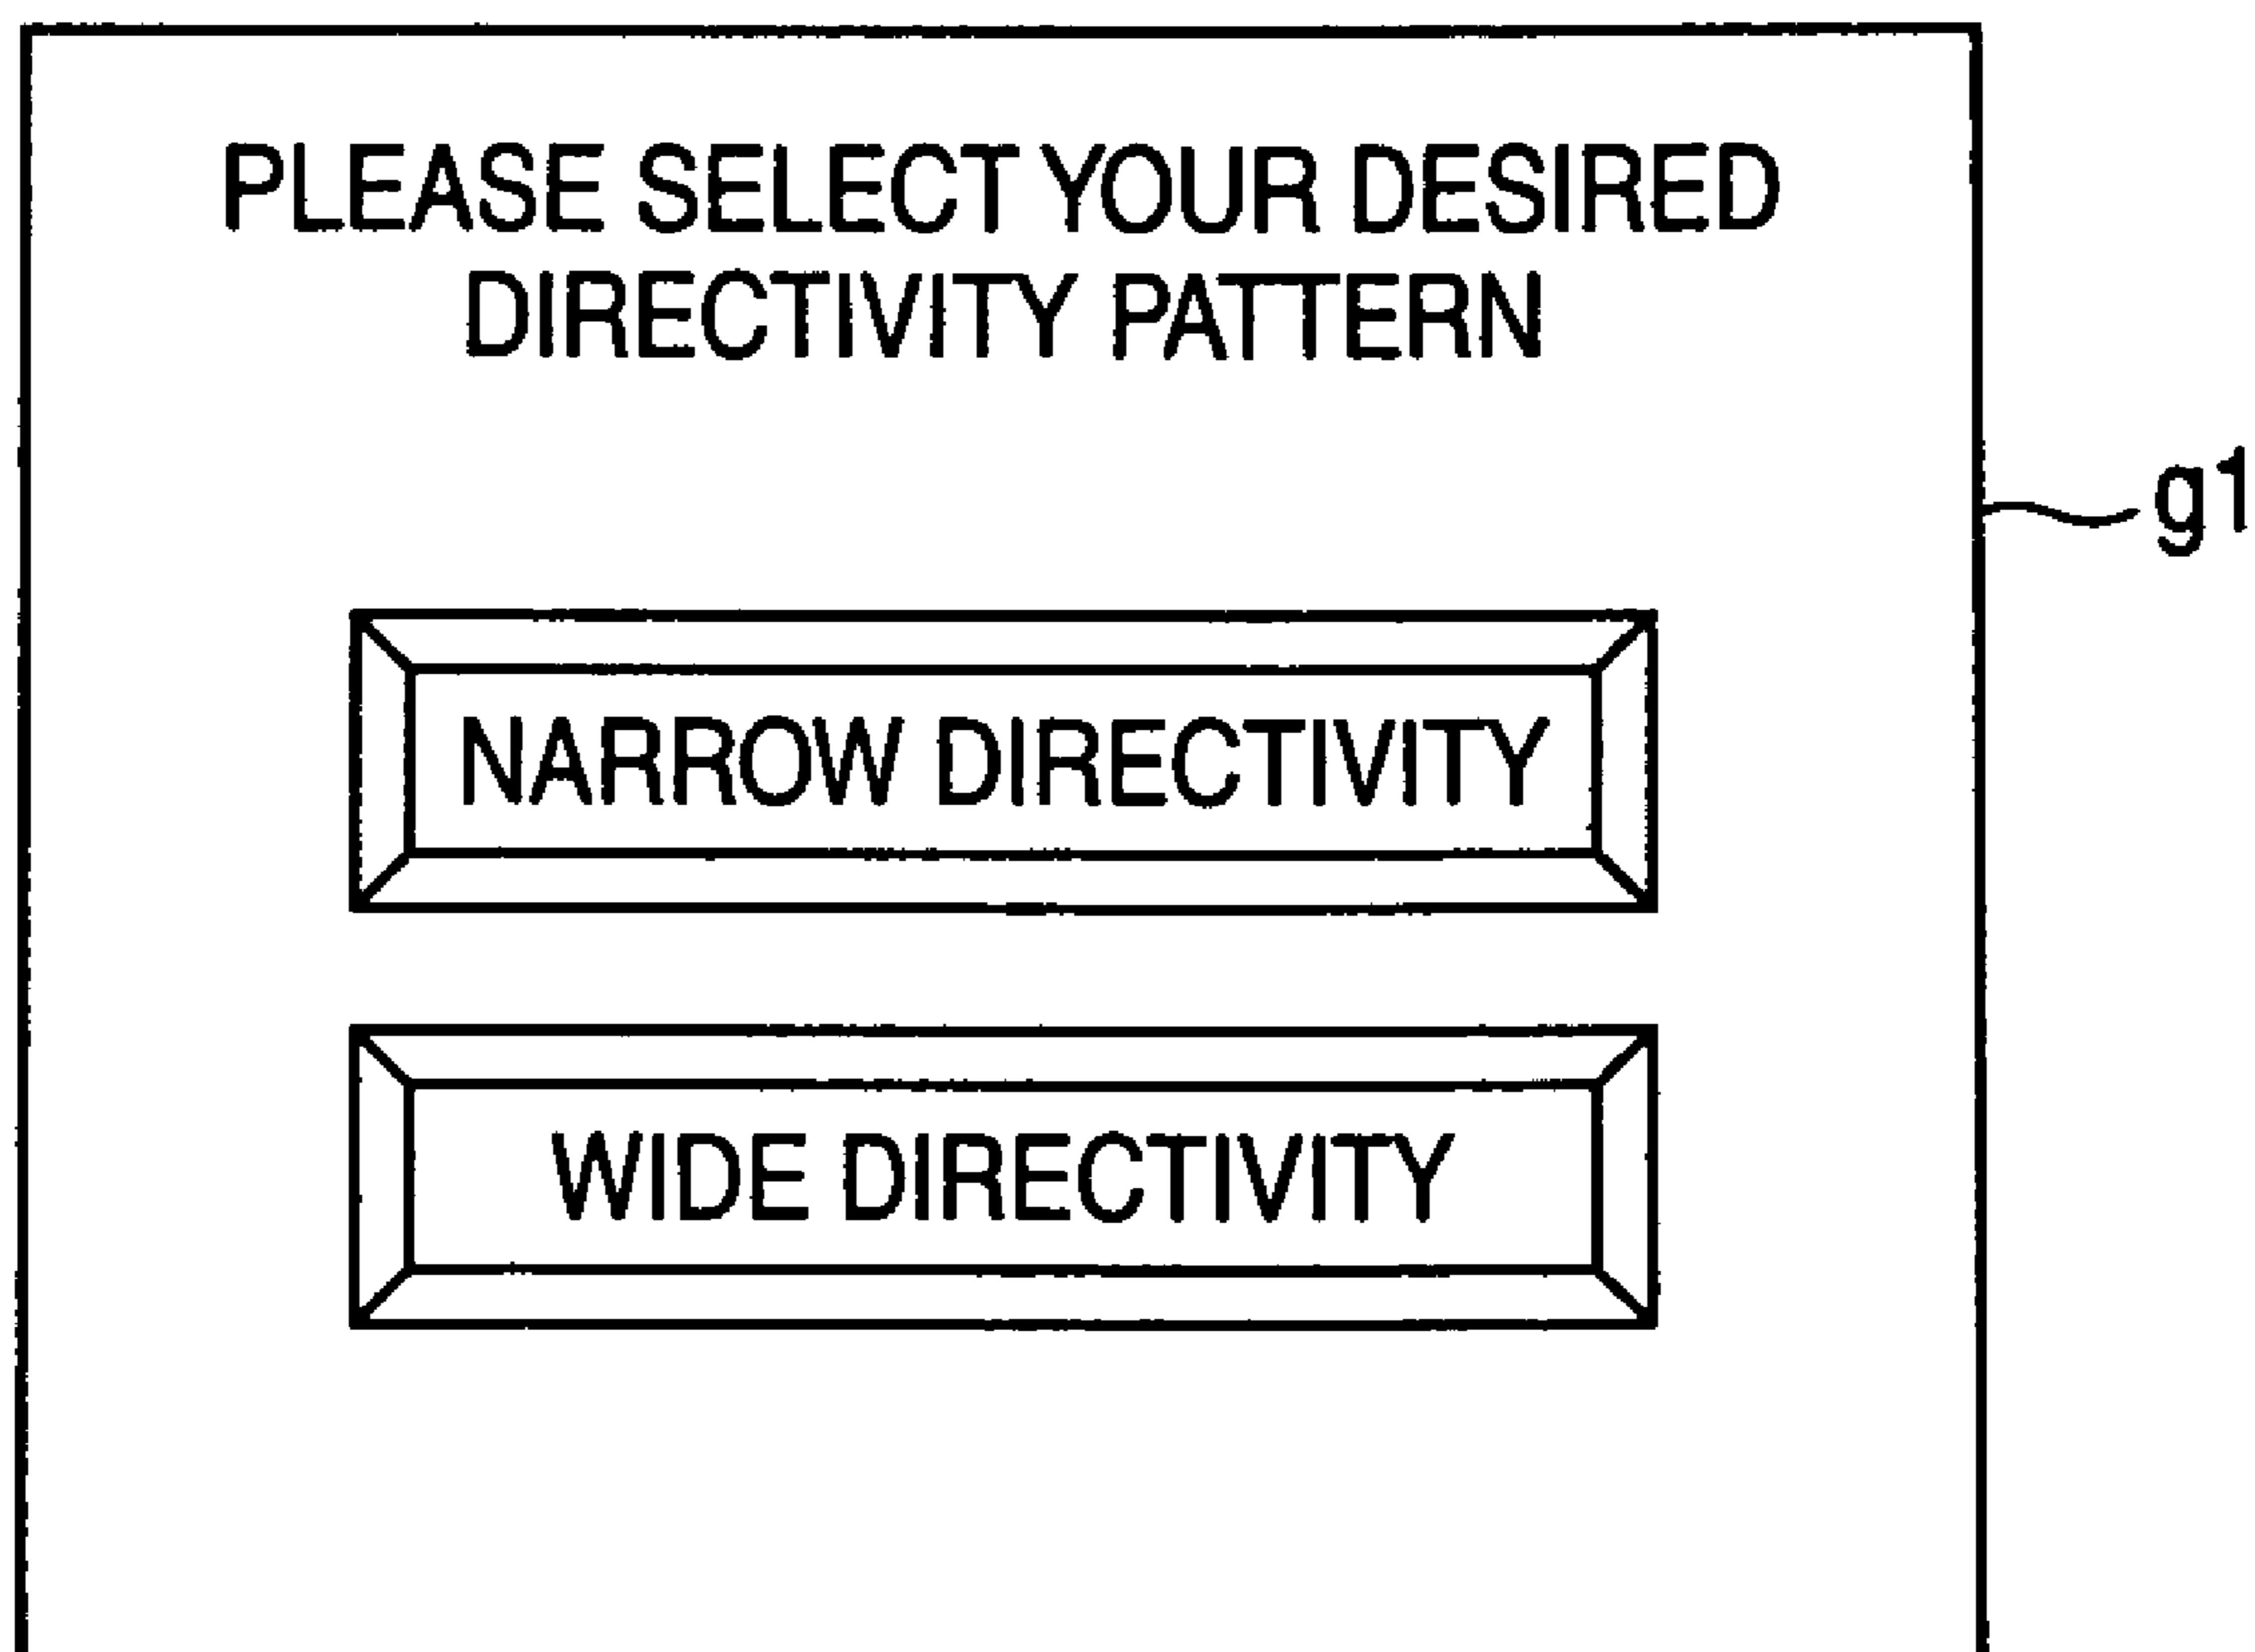 PLEASE SELECT YOUR DESIRED
DIRECTIVITY PATTERN
g1
NARROW DIRECTIVITY
WIDE DIRECTIVITY